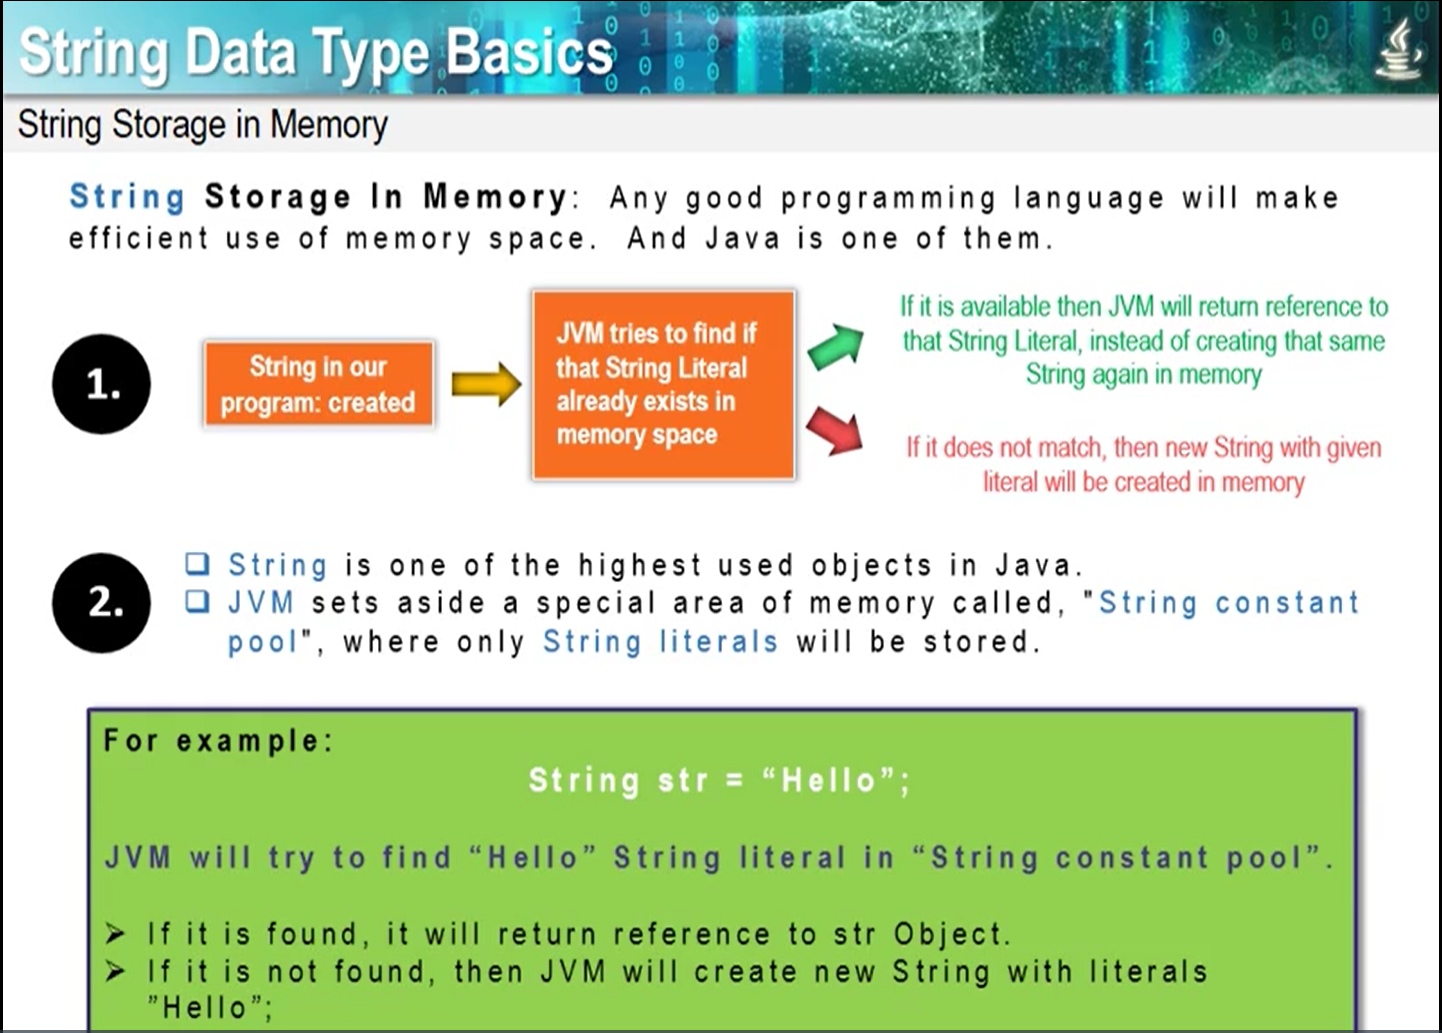 String Data Type Basics
String Storage in Memory
String Storage In Memory: Any good programming language will make
efficient use of memory space. And Java is one of them.
1.
String in our
program: created
JVM tries to find if
that String Literal
already exists in
memory space
If it is available then JVM will return reference to
that String Literal, instead of creating that same
String again in memory
If it does not match, then new String with given
literal will be created in memory
2.
❑ String is one of the highest used objects in Java.
❑ JVM sets aside a special area of memory called, "String constant
pool", where only String literals will be stored.
For example:
String str = “Hello”;
JVM will try to find “Hello” String literal in “String constant pool”.
➢ If it is found, it will return reference to str Object.
➢ If it is not found, then JVM will create new String with literals
”Hello”;